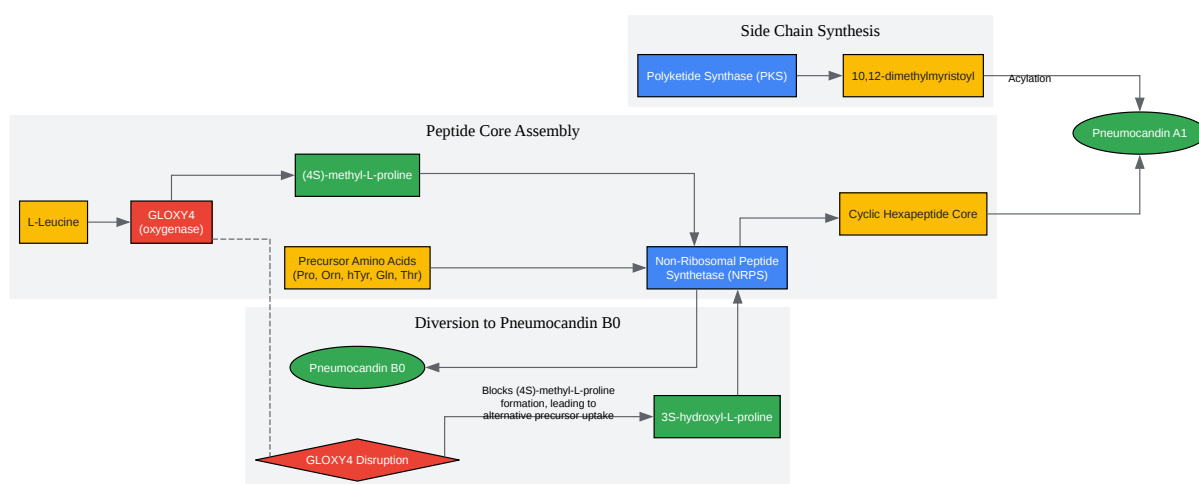 Side Chain Synthesis
Polyketide Synthase (PKS)
10,12-dimethylmyristoyl
Acylation
Pneumocandin A1
Peptide Core Assembly
L-Leucine
GLOXY4
(oxygenase)
(4S)-methyl-L-proline
Precursor Amino Acids
(Pro, Orn, hTyr, Gln, Thr)
Non-Ribosomal Peptide
Synthetase (NRPS)
Cyclic Hexapeptide Core
Diversion to Pneumocandin B0
Pneumocandin B0
Blocks (4S)-methyl-L-proline
formation, leading to
alternative precursor uptake
3S-hydroxyl-L-proline
GLOXY4 Disruption